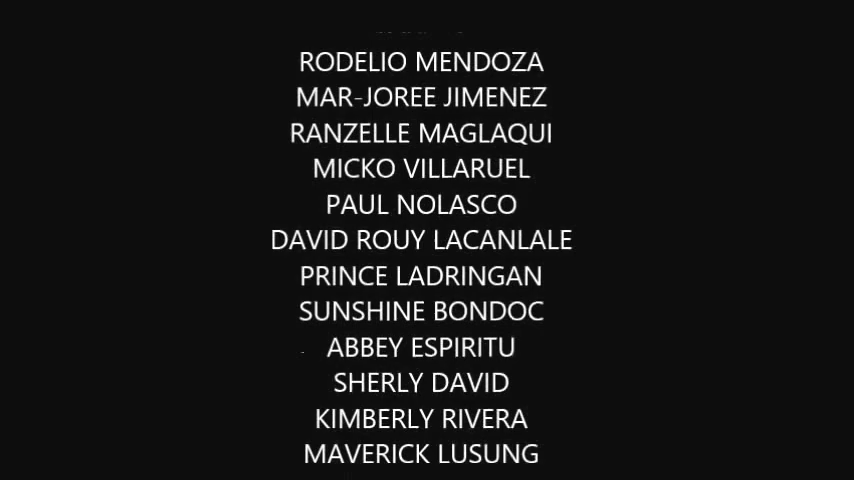 RODELIO MENDOZA
MAR-JOREE JIMENEZ
RANZELLE MAGLAQUI
MICKO VILLARUEL
PAUL NOLASCO
DAVID ROUY LACANLALE
PRINCE LADRINGAN
SUNSHINE BONDOC
ABBEY ESPIRITU
SHERLY DAVID
KIMBERLY RIVERA
MAVERICK LUSUNG